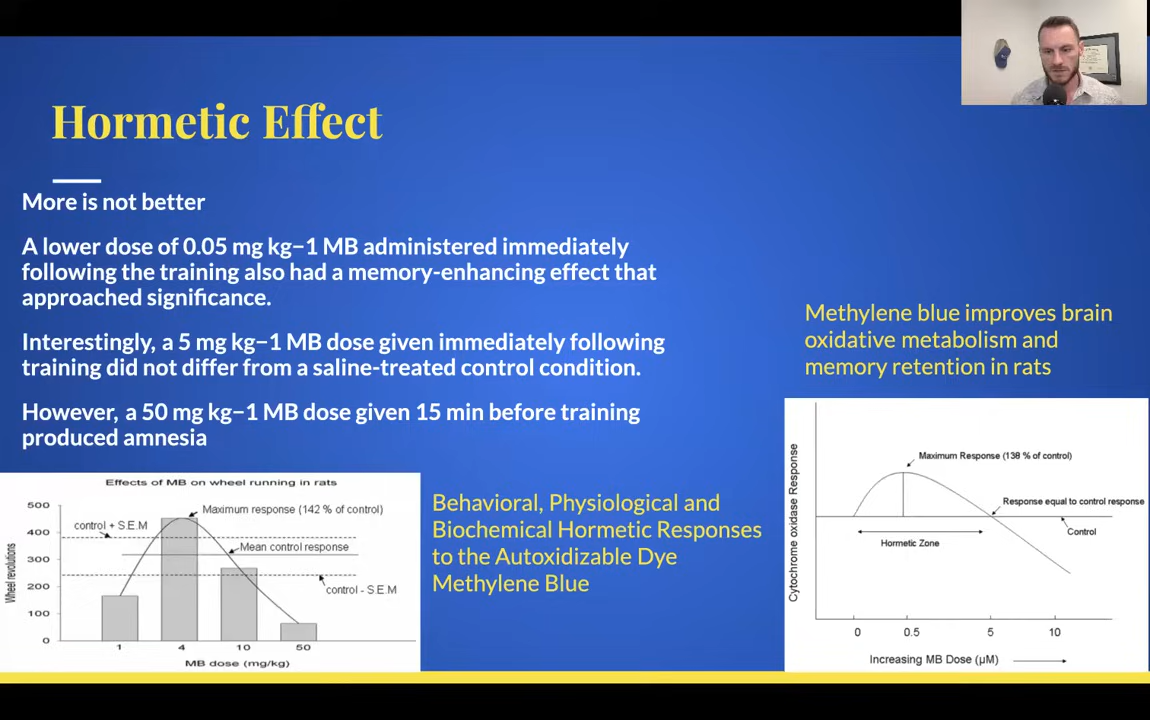 Hormetic Effect
More is not better
A lower dose of 0.05 mg kg−1 MB administered immediately
following the training also had a memory-enhancing effect that
approached significance.
Interestingly, a 5 mg kg−1 MB dose given immediately following
training did not differ from a saline-treated control condition.
However, a 50 mg kg−1 MB dose given 15 min before training
produced amnesia
Effects of MB on wheel running in rats
Wheel revolutions
500
400
300
200
100
0
control + S.E.M
Maximum response (142 % of control)
Mean control response
control - S.E.M
1 4 10 50
MB dose (mg/kg)
Behavioral, Physiological and
Biochemical Hormetic Responses
to the Autoxidizable Dye
Methylene Blue
Methylene blue improves brain
oxidative metabolism and
memory retention in rats
Cytochrome oxidase Response
Maximum Response (138 % of control)
Response equal to control response
Control
Hormetic Zone
0 0.5 5 10
Increasing MB Dose (µM)